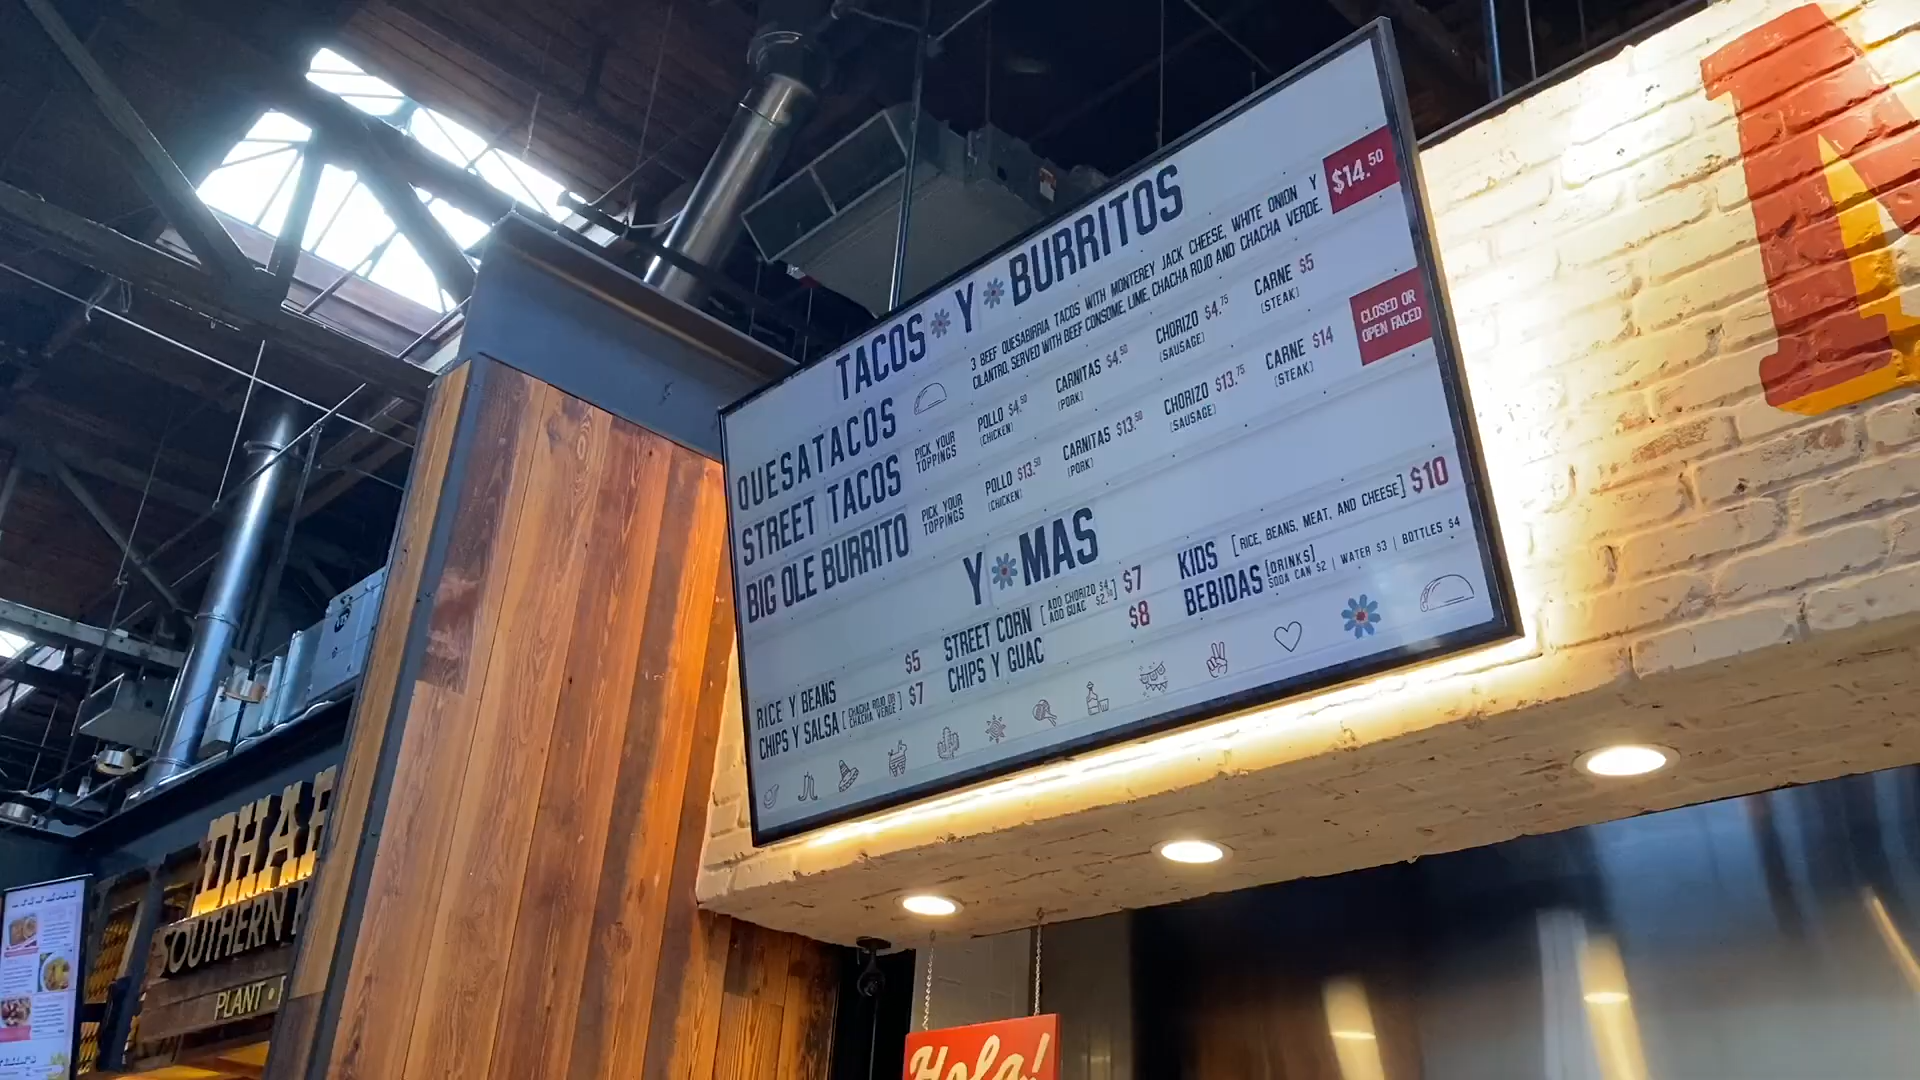 TACOS Y BURRITOS
QUESATACOS
3 BEEF QUESABIRRIA TACOS WITH MONTEREY JACK CHEESE, WHITE ONION Y
CILANTRO, SERVED WITH BEEF CONSOME, LIME, CHACHA ROJO AND CHACHA VERDE.
$14.50
STREET TACOS
PICK YOUR
TOPPINGS
POLLO $4.50
(CHICKEN)
CARNITAS $4.50
(PORK)
CHORIZO $4.75
(SAUSAGE)
CARNE $5
(STEAK)
BIG OLE BURRITO
PICK YOUR
TOPPINGS
POLLO $13.50
(CHICKEN)
CARNITAS $13.50
(PORK)
CHORIZO $13.75
(SAUSAGE)
CARNE $14
(STEAK)
CLOSED OR
OPEN FACED
Y MAS
RICE Y BEANS $5
CHIPS Y SALSA [CHACHA ROJO OR
CHACHA VERDE] $7
STREET CORN [ADD CHORIZO $4
ADD GUAC] $7
CHIPS Y GUAC $8
KIDS [RICE, BEANS, MEAT, AND CHEESE] $10
BEBIDAS [DRINKS]
SODA CAN $2 | WATER $3 | BOTTLES $4
Hola!
SOUTHERN
PLANT •